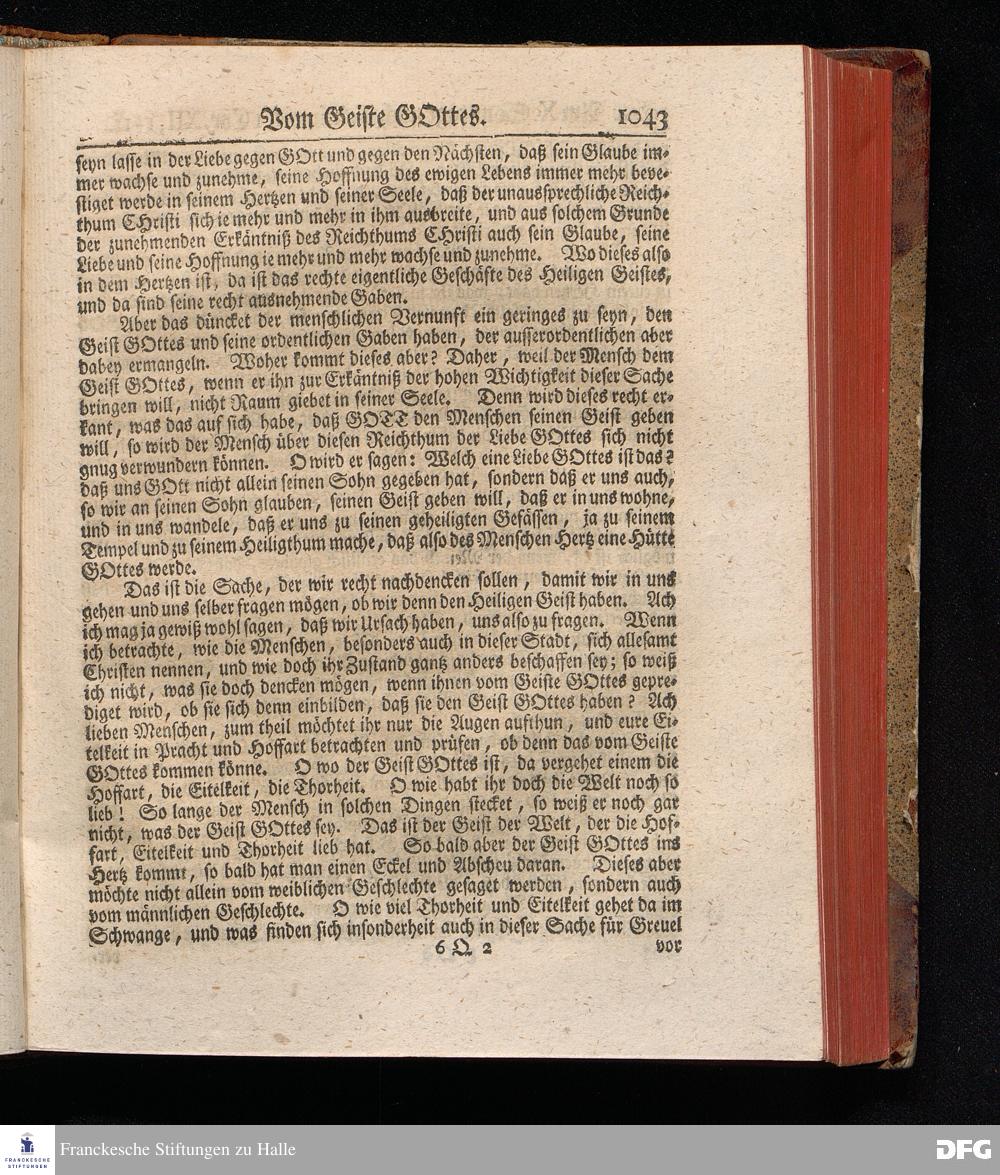 Vom Geiste GOttes. 1043
seyn lasse in der Liebe gegen GOtt und gegen den Nächsten, daß sein Glaube im-
mer wachse und zunehme, seine Hoffnung des ewigen Lebens immer mehr beve-
stiget werde in seinem Hertzen und seiner Seele, daß der unaussprechliche Reich-
thum CHristi sich ie mehr und mehr in ihm ausbreite, und aus solchem Grunde
der zunehmenden Erkäntniß des Reichthums CHristi auch sein Glaube, seine
Liebe und seine Hoffnung ie mehr und mehr wachse und zunehme. Wo dieses also
in dem Hertzen ist, da ist das rechte eigentliche Geschäfte des Heiligen Geistes,
und da sind seine recht ausnehmende Gaben.
Aber das düncket der menschlichen Vernunft ein geringes zu seyn, den
Geist GOttes und seine ordentlichen Gaben haben, der ausserordentlichen aber
dabey ermangeln. Woher kommt dieses aber? Daher, weil der Mensch dem
Geist GOttes, wenn er ihn zur Erkäntniß der hohen Wichtigkeit dieser Sache
bringen will, nicht Raum giebet in seiner Seele. Denn wird dieses recht er-
kant, was das auf sich habe, daß GOTT den Menschen seinen Geist geben
will, so wird der Mensch über diesen Reichthum der Liebe GOttes sich nicht
gnug verwundern können. O wird er sagen: Welch eine Liebe GOttes ist das?
daß uns GOtt nicht allein seinen Sohn gegeben hat, sondern daß er uns auch,
so wir an seinen Sohn glauben, seinen Geist geben will, daß er in uns wohne,
und in uns wandele, daß er uns zu seinen geheiligten Gefässen, ja zu seinem
Tempel und zu seinem Heiligthum mache, daß also des Menschen Hertz eine Hütte
GOttes werde.
Das ist die Sache, der wir recht nachdencken sollen, damit wir in uns
gehen und uns selber fragen mögen, ob wir denn den Heiligen Geist haben. Ach
ich mag ja gewiß wohl sagen, daß wir Ursach haben, uns also zu fragen. Wenn
ich betrachte, wie die Menschen, besonders auch in dieser Stadt, sich allesamt
Christen nennen, und wie doch ihr Zustand gantz anders beschaffen sey; so weiß
ich nicht, was sie doch dencken mögen, wenn ihnen vom Geiste GOttes gepre-
diget wird, ob sie sich denn einbilden, daß sie den Geist GOttes haben? Ach
lieben Menschen, zum theil möchtet ihr nur die Augen aufthun, und eure Ei-
telkeit in Pracht und Hoffart betrachten und prüfen, ob denn das vom Geiste
GOttes kommen könne. O wo der Geist GOttes ist, da vergehet einem die
Hoffart, die Eitelkeit, die Thorheit. O wie habt ihr doch die Welt noch so
lieb! So lange der Mensch in solchen Dingen stecket, so weiß er noch gar
nicht, was der Geist GOttes sey. Das ist der Geist der Welt, der die Hof-
fart, Eitelkeit und Thorheit lieb hat. So bald aber der Geist GOttes ins
Hertz kommt, so bald hat man einen Eckel und Abscheu daran. Dieses aber
möchte nicht allein vom weiblichen Geschlechte gesaget werden, sondern auch
vom männlichen Geschlechte. O wie viel Thorheit und Eitelkeit gehet da im
Schwange, und was finden sich insonderheit auch in dieser Sache für Greuel
6 Q 2 vor
FRANCKESCHE
STIFTUNGEN
Franckesche Stiftungen zu Halle
DFG